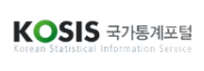 KOSIS 국가통계포털
Korean Statistical Information Service